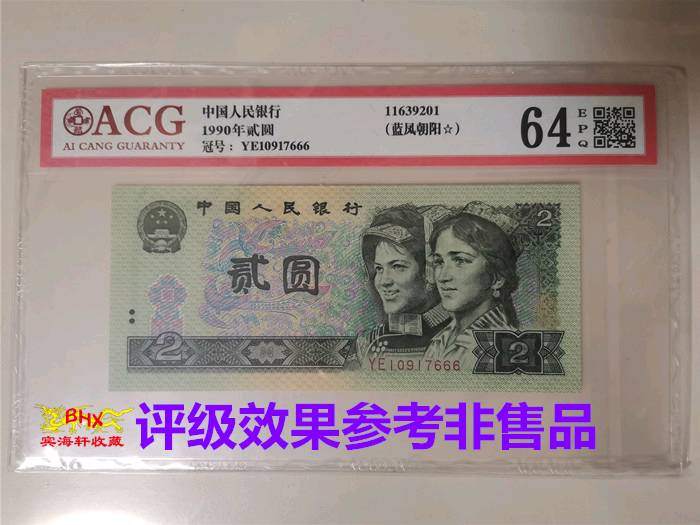 ACG
AI CANG GUARANTY
中国人民银行
1990年贰圆
冠号：YE10917666
11639201
（蓝凤朝阳☆）
64
EPQ
中国人民银行
贰圆
2
2
2
YE10917666
BHX
宾海轩收藏
评级效果参考非售品